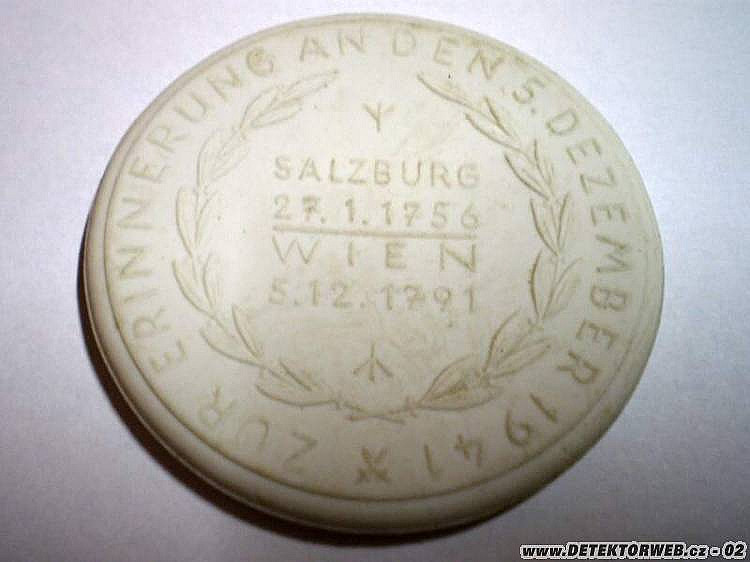 ZUR ERINNERUNG AN DEN 5. DEZEMBER 1941
SALZBURG
27.1.1756
WIEN
5.12.1791
www.DETEKTORWEB.cz - 02